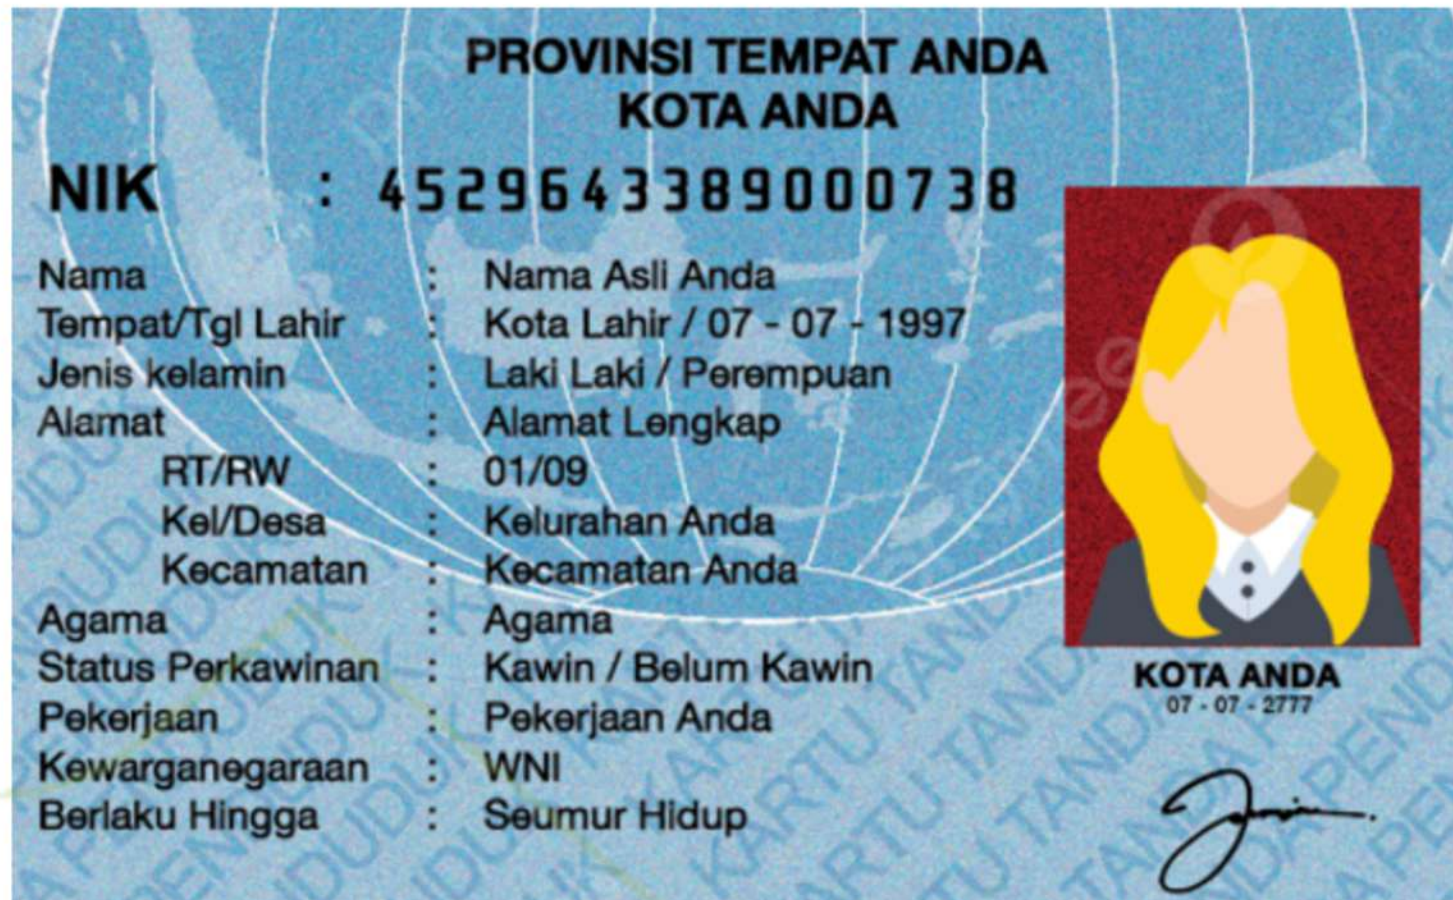 PROVINSI TEMPAT ANDA
KOTA ANDA
NIK : 4529643389000738
Nama : Nama Asli Anda
Tempat/Tgl Lahir : Kota Lahir / 07 - 07 - 1997
Jenis kelamin : Laki Laki / Perempuan
Alamat : Alamat Lengkap
RT/RW : 01/09
Kel/Desa : Kelurahan Anda
Kecamatan : Kecamatan Anda
Agama : Agama
Status Perkawinan : Kawin / Belum Kawin
Pekerjaan : Pekerjaan Anda
Kewarganegaraan : WNI
Berlaku Hingga : Seumur Hidup
KOTA ANDA
07 - 07 - 2777